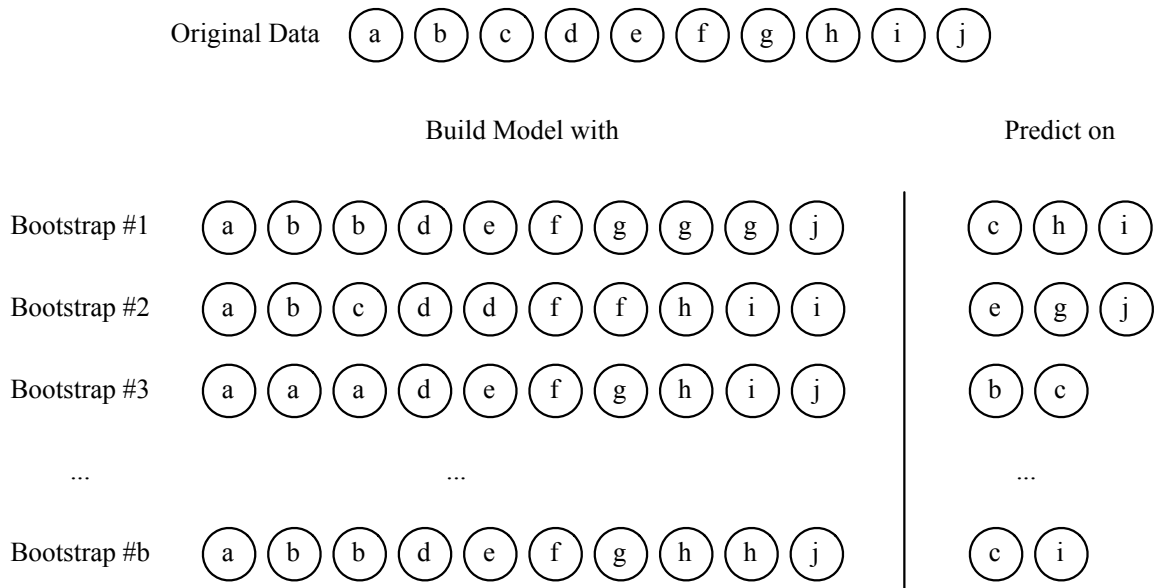 Original Data a b c d e f g h i j
Build Model with Predict on
Bootstrap #1 a b b d e f g g g j c h i
Bootstrap #2 a b c d d f f h i i e g j
Bootstrap #3 a a a d e f g h i j b c
... ... ...
Bootstrap #b a b b d e f g h h j c i